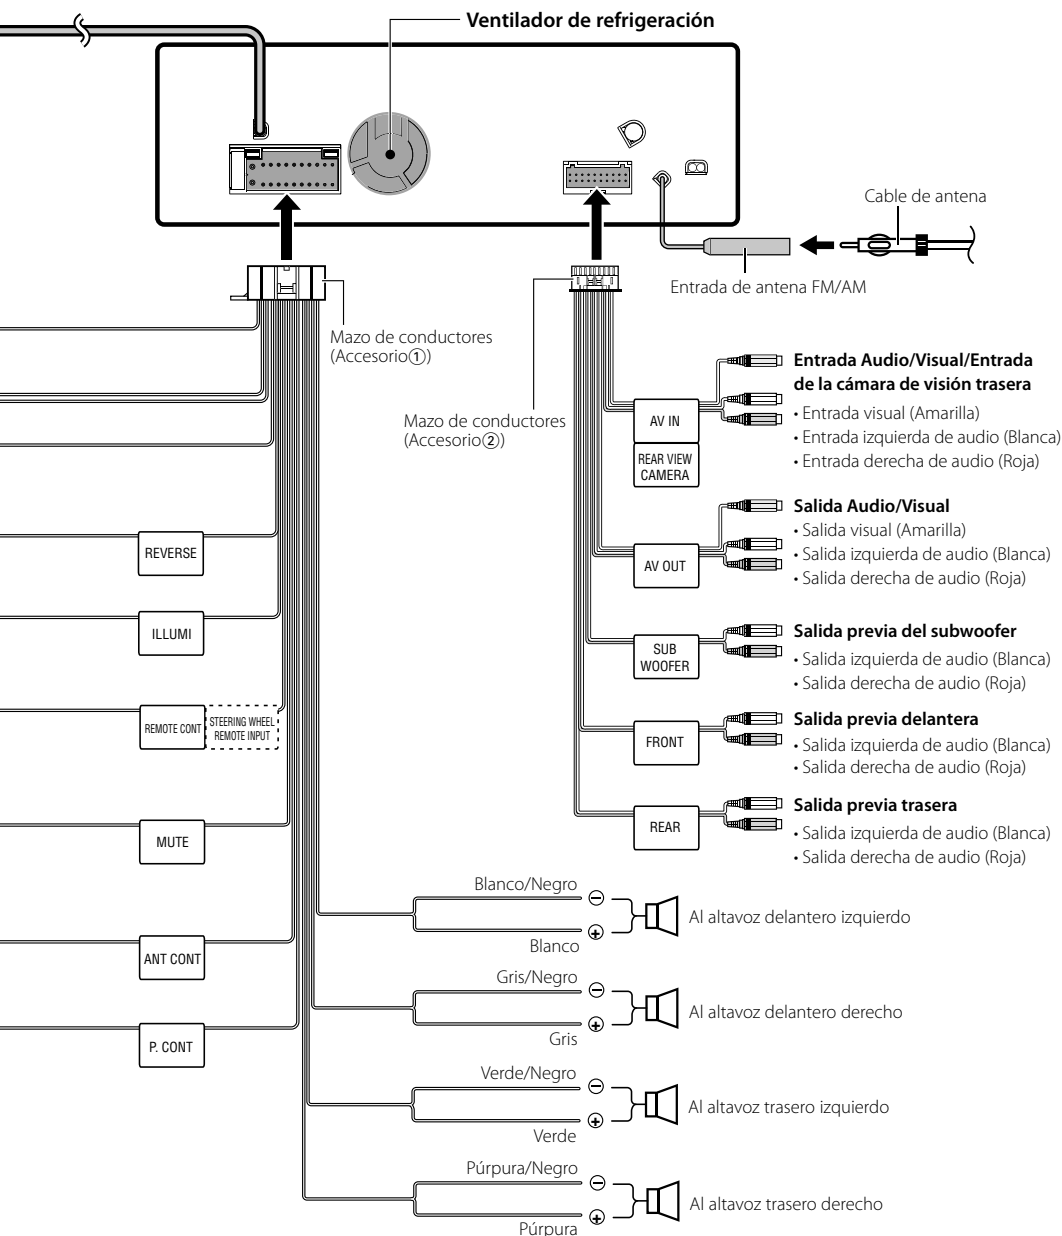 Ventilador de refrigeración
Cable de antena
Entrada de antena FM/AM
Mazo de conductores
(Accesorio①)
Mazo de conductores
(Accesorio②)
AV IN
REAR VIEW
CAMERA
Entrada Audio/Visual/Entrada
de la cámara de visión trasera
• Entrada visual (Amarilla)
• Entrada izquierda de audio (Blanca)
• Entrada derecha de audio (Roja)
AV OUT
Salida Audio/Visual
• Salida visual (Amarilla)
• Salida izquierda de audio (Blanca)
• Salida derecha de audio (Roja)
SUB
WOOFER
Salida previa del subwoofer
• Salida izquierda de audio (Blanca)
• Salida derecha de audio (Roja)
FRONT
Salida previa delantera
• Salida izquierda de audio (Blanca)
• Salida derecha de audio (Roja)
REAR
Salida previa trasera
• Salida izquierda de audio (Blanca)
• Salida derecha de audio (Roja)
REVERSE
ILLUMI
REMOTE CONT
STEERING WHEEL
REMOTE INPUT
MUTE
ANT CONT
P. CONT
Blanco/Negro
⊖
⊕
Blanco
Al altavoz delantero izquierdo
Gris/Negro
⊖
⊕
Gris
Al altavoz delantero derecho
Verde/Negro
⊖
⊕
Verde
Al altavoz trasero izquierdo
Púrpura/Negro
⊖
⊕
Púrpura
Al altavoz trasero derecho